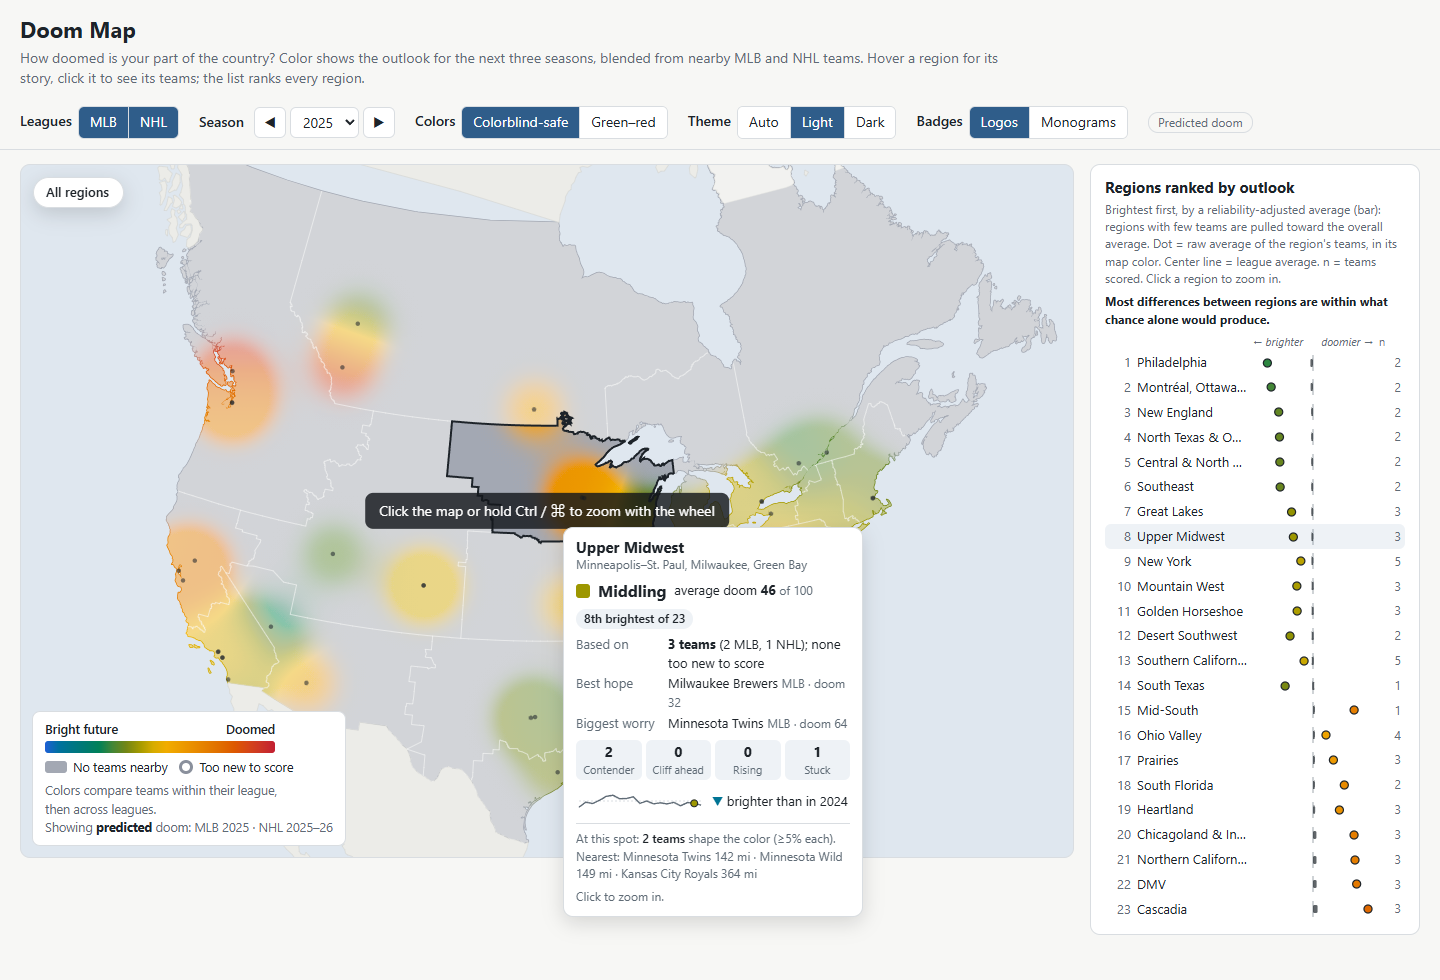 Doom Map
How doomed is your part of the country? Color shows the outlook for the next three seasons, blended from nearby MLB and NHL teams. Hover a region for its
story, click it to see its teams; the list ranks every region.
Leagues MLB NHL Season ◀ 2025 ▶ Colors Colorblind-safe Green–red Theme Auto Light Dark Badges Logos Monograms Predicted doom
All regions
Click the map or hold Ctrl / ⌘ to zoom with the wheel
Upper Midwest
Minneapolis–St. Paul, Milwaukee, Green Bay
Middling average doom 46 of 100
8th brightest of 23
Based on 3 teams (2 MLB, 1 NHL); none
too new to score
Best hope Milwaukee Brewers MLB · doom
32
Biggest worry Minnesota Twins MLB · doom 64
2 0 0 1
Contender Cliff ahead Rising Stuck
▼ brighter than in 2024
At this spot: 2 teams shape the color (≥5% each).
Nearest: Minnesota Twins 142 mi · Minnesota Wild
149 mi · Kansas City Royals 364 mi
Click to zoom in.
Bright future Doomed
No teams nearby Too new to score
Colors compare teams within their league,
then across leagues.
Showing predicted doom: MLB 2025 · NHL 2025–26
Regions ranked by outlook
Brightest first, by a reliability-adjusted average (bar):
regions with few teams are pulled toward the overall
average. Dot = raw average of the region's teams, in its
map color. Center line = league average. n = teams
scored. Click a region to zoom in.
Most differences between regions are within what
chance alone would produce.
← brighter doomier → n
1 Philadelphia 2
2 Montréal, Ottawa... 2
3 New England 2
4 North Texas & O... 2
5 Central & North ... 2
6 Southeast 2
7 Great Lakes 3
8 Upper Midwest 3
9 New York 5
10 Mountain West 3
11 Golden Horseshoe 3
12 Desert Southwest 2
13 Southern Californ... 5
14 South Texas 1
15 Mid-South 1
16 Ohio Valley 4
17 Prairies 3
18 South Florida 2
19 Heartland 3
20 Chicagoland & In... 3
21 Northern Californ... 3
22 DMV 3
23 Cascadia 3